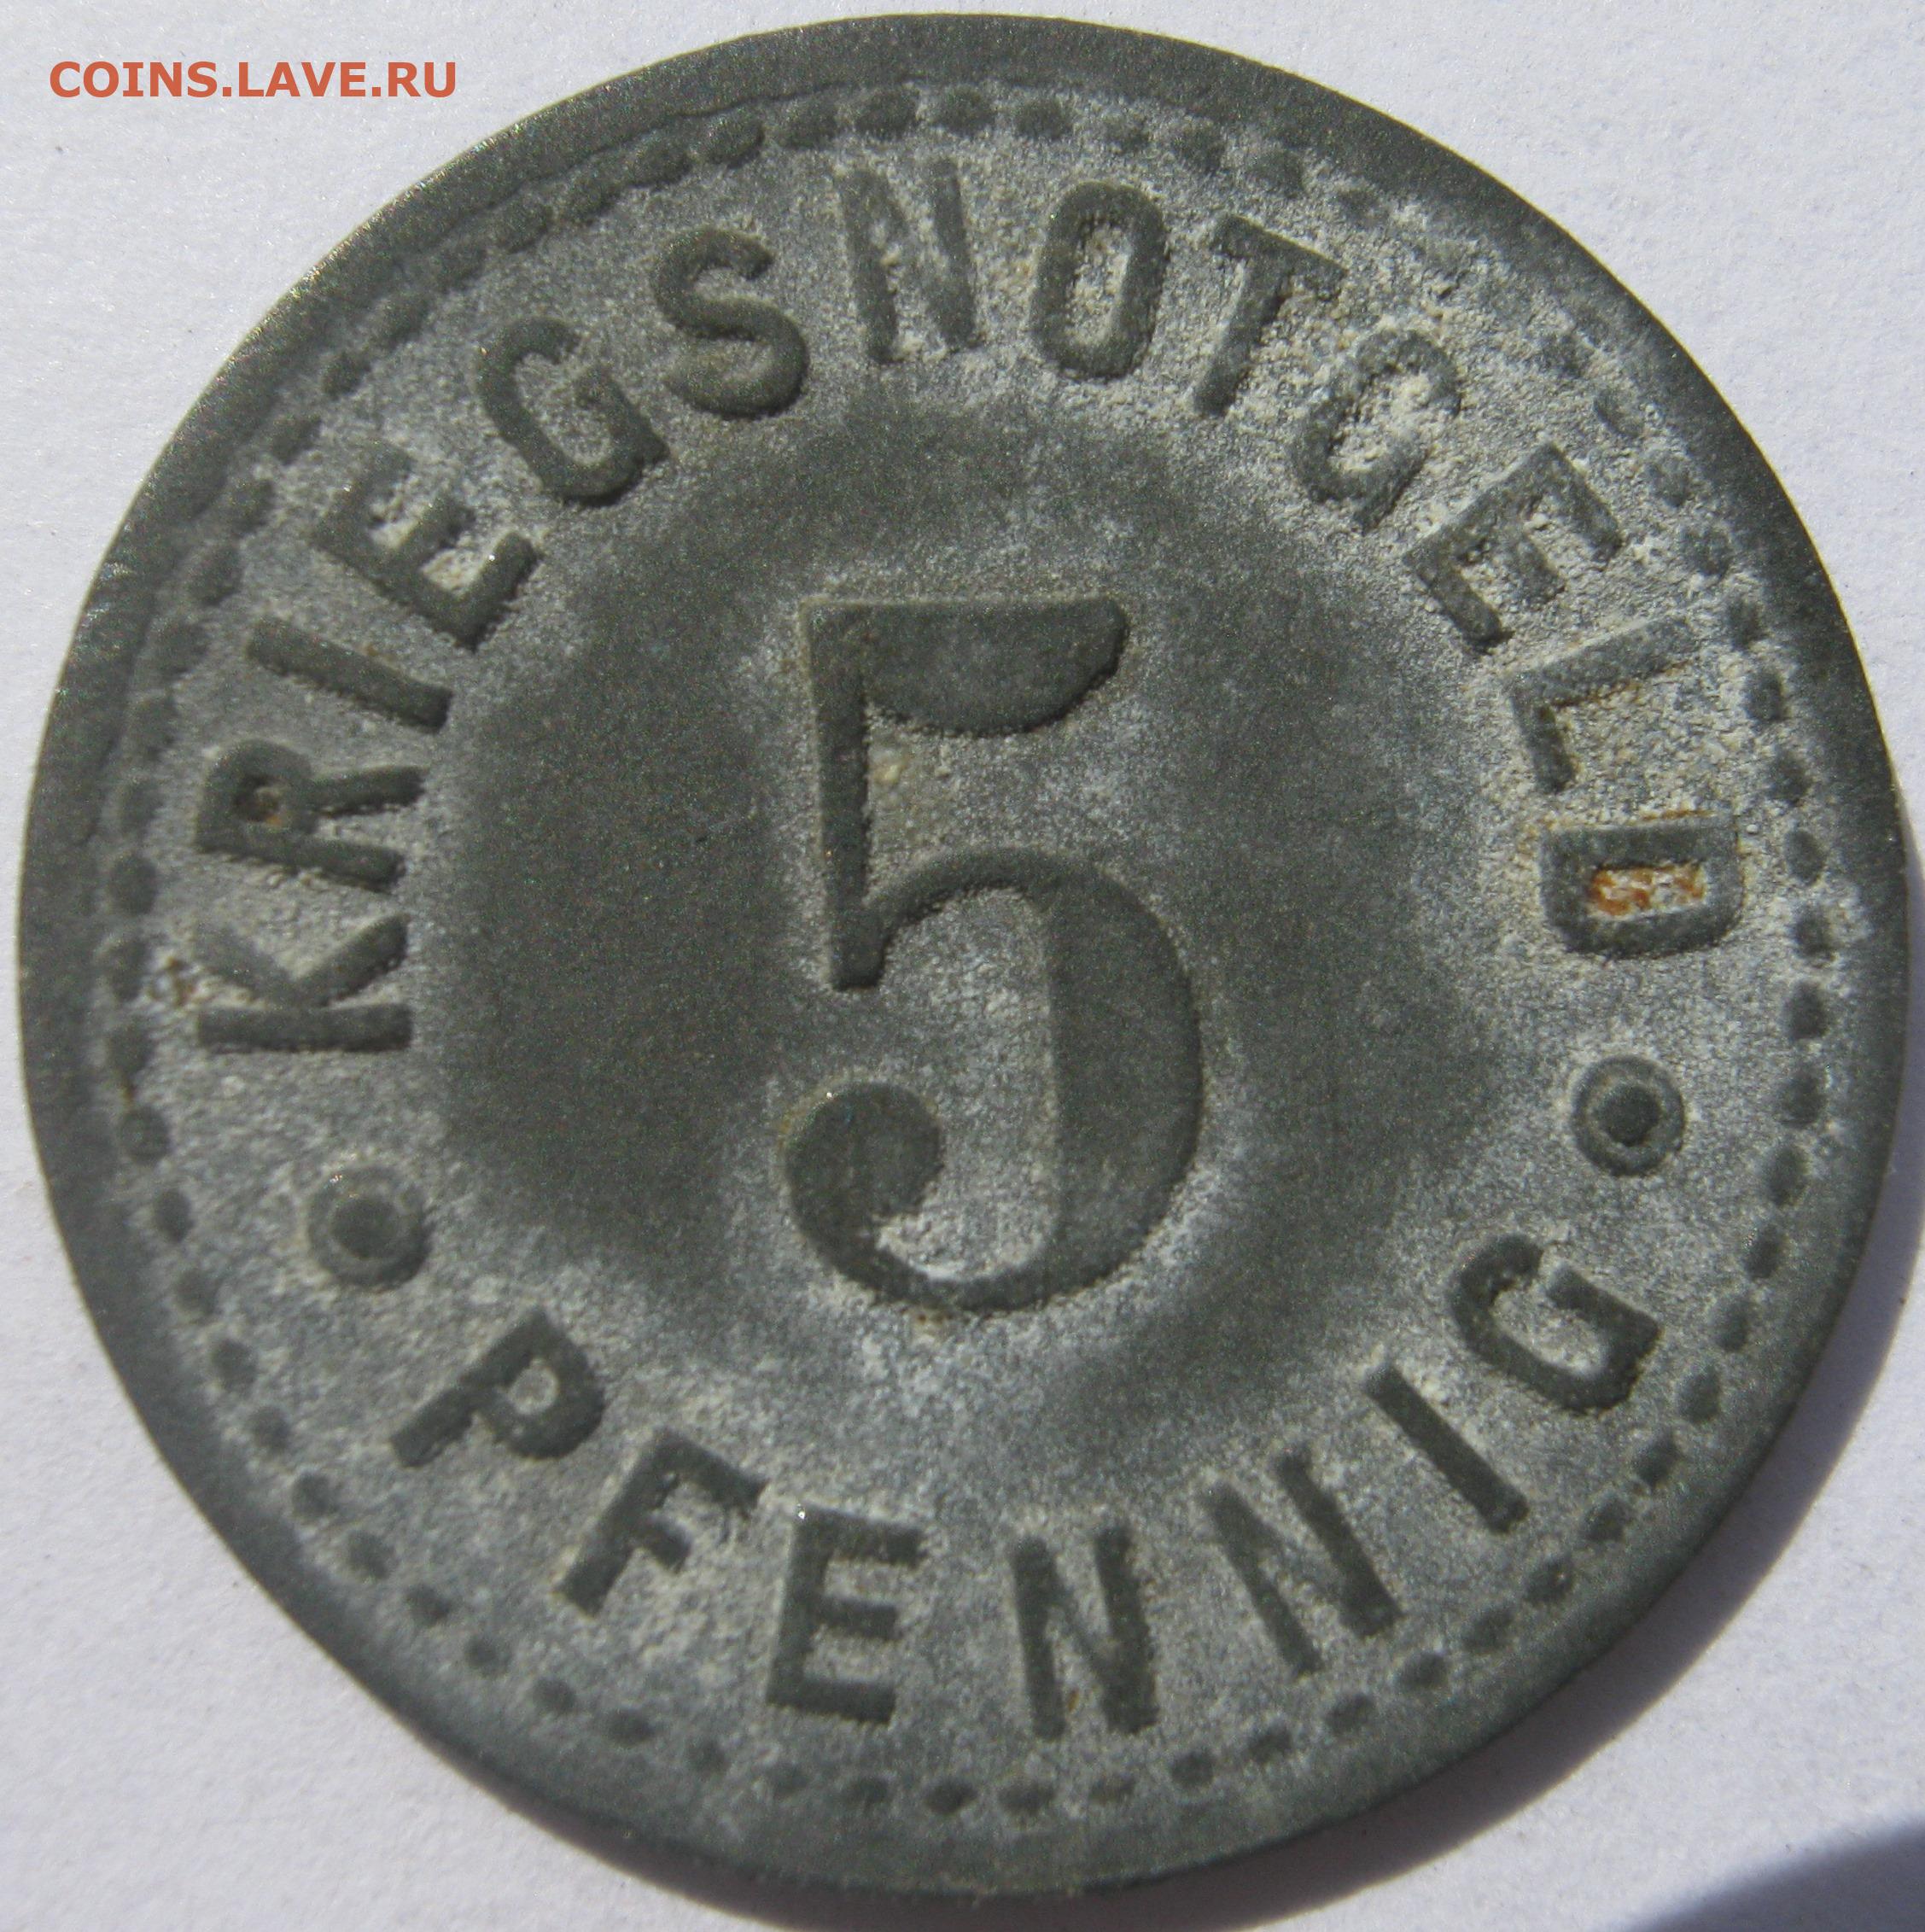 COINS.LAVE.RU
KRIEGSNOTGELD
5
PFENNIG